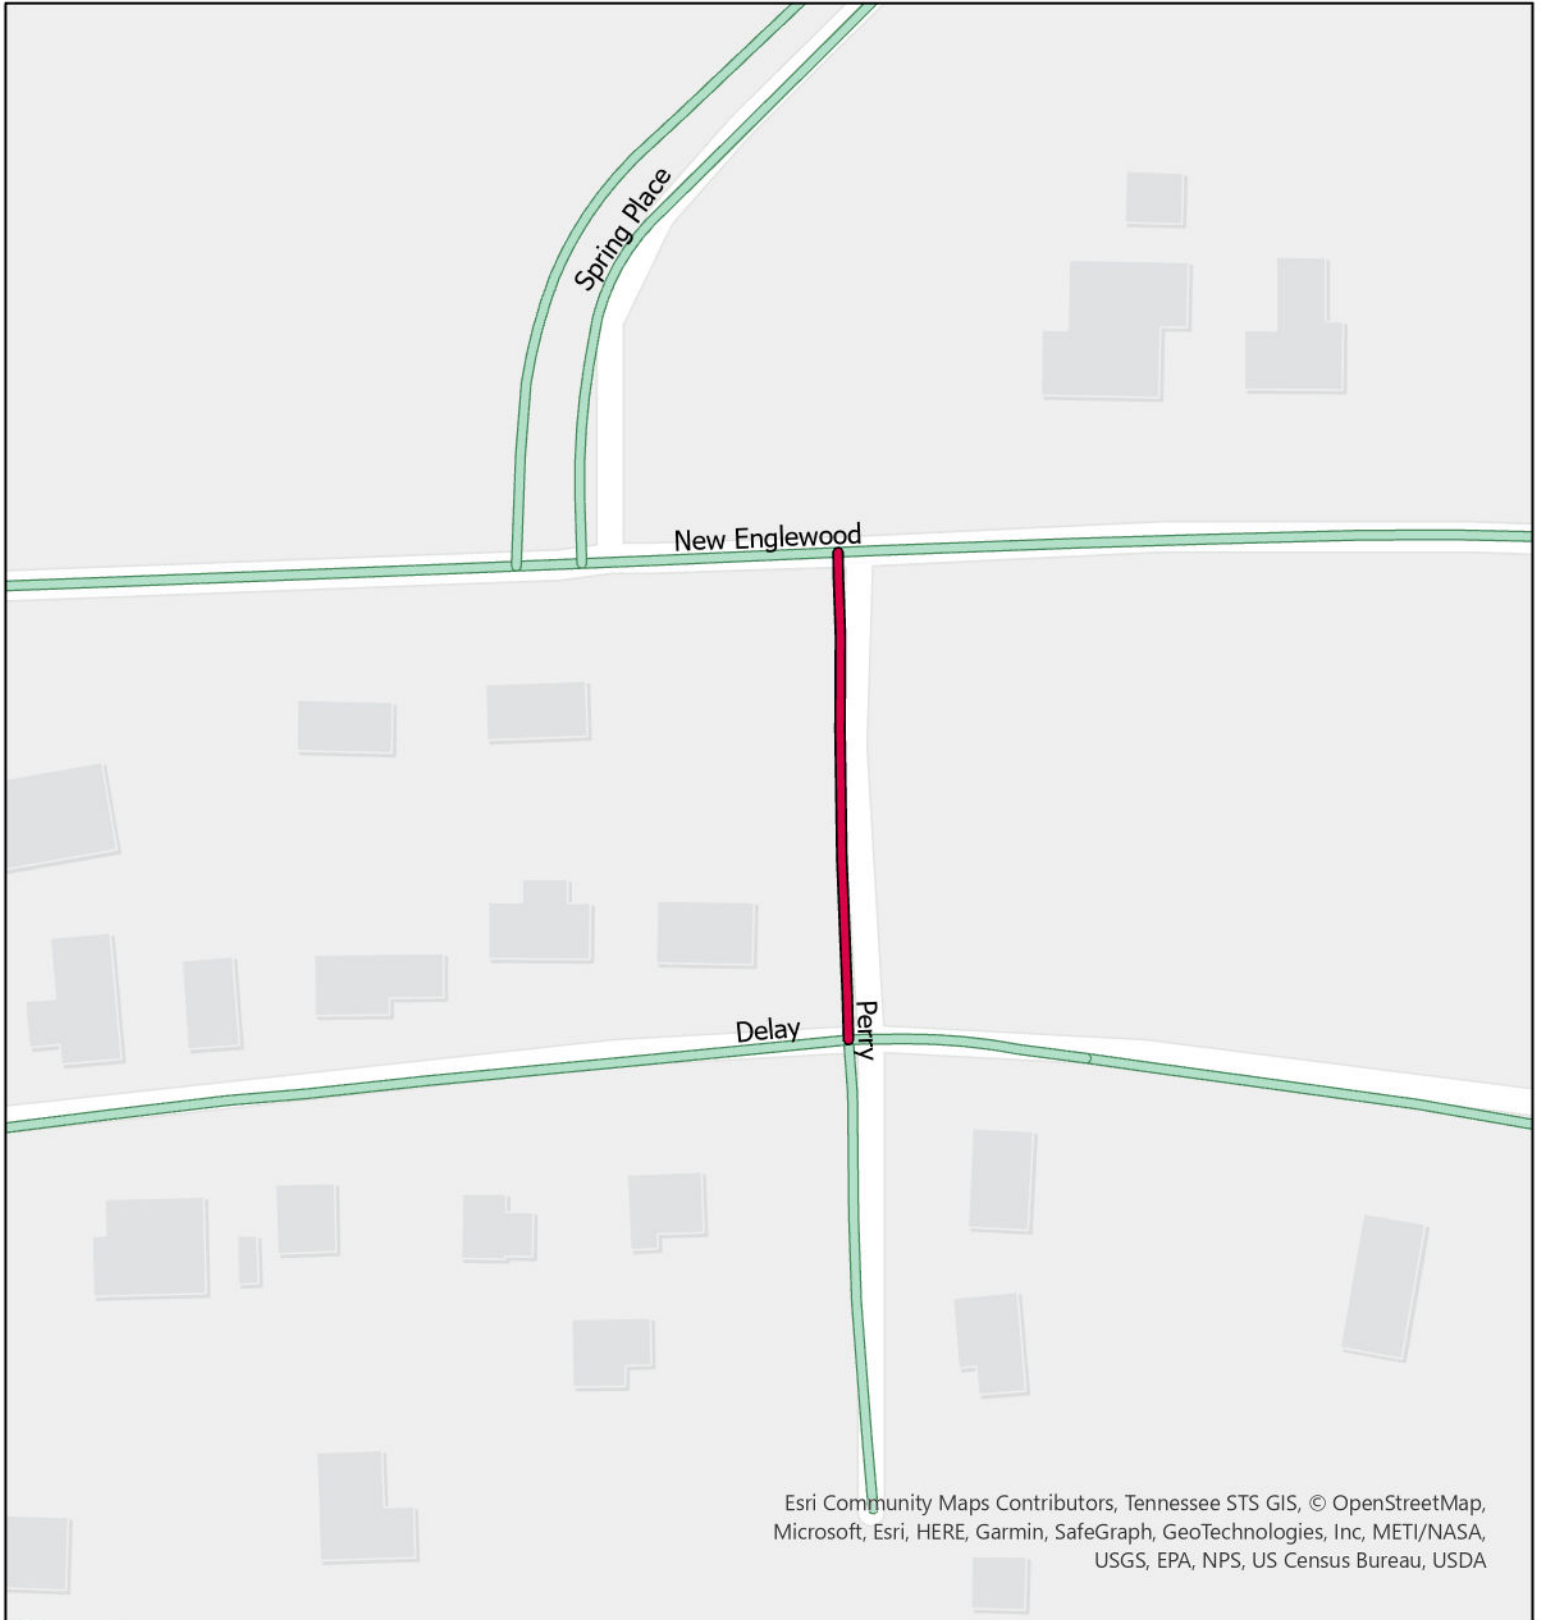 Spring Place
New Englewood
Delay
Perry
Esri Community Maps Contributors, Tennessee STS GIS, © OpenStreetMap,
Microsoft, Esri, HERE, Garmin, SafeGraph, GeoTechnologies, Inc, METI/NASA,
USGS, EPA, NPS, US Census Bureau, USDA